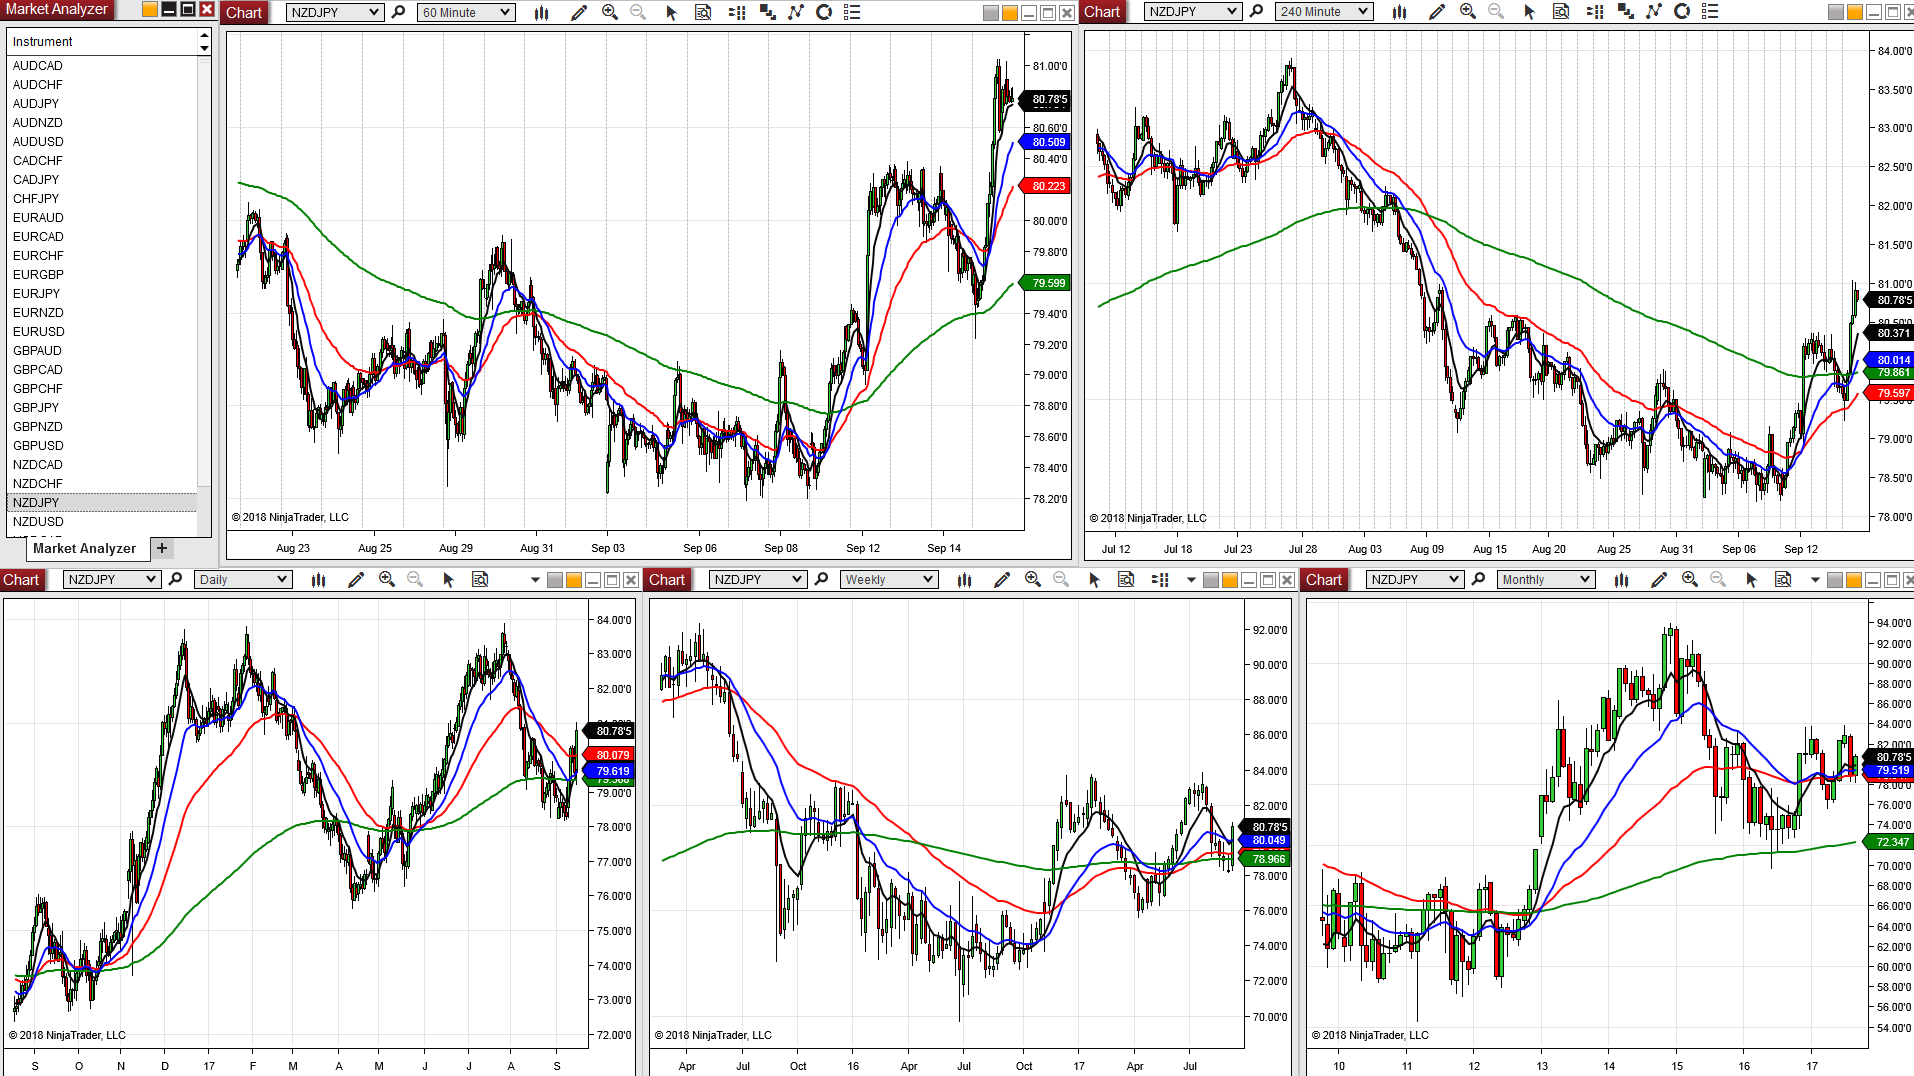 Market Analyzer
Instrument
AUDCAD
AUDCHF
AUDJPY
AUDNZD
AUDUSD
CADCHF
CADJPY
CHFJPY
EURAUD
EURCAD
EURCHF
EURGBP
EURJPY
EURNZD
EURUSD
GBPAUD
GBPCAD
GBPCHF
GBPJPY
GBPNZD
GBPUSD
NZDCAD
NZDCHF
NZDJPY
NZDUSD
Market Analyzer +
Chart NZDJPY 60 Minute
81.00'0
80.78'5
80.60'0
80.509
80.40'0
80.223
80.00'0
79.80'0
79.599
79.40'0
79.20'0
79.00'0
78.80'0
78.60'0
78.40'0
78.20'0
© 2018 NinjaTrader, LLC
Aug 23 Aug 25 Aug 29 Aug 31 Sep 03 Sep 06 Sep 08 Sep 12 Sep 14
Chart NZDJPY 240 Minute
84.00'0
83.50'0
83.00'0
82.50'0
82.00'0
81.50'0
81.00'0
80.78'5
80.371
80.014
79.861
79.597
79.00'0
78.50'0
78.00'0
© 2018 NinjaTrader, LLC
Jul 12 Jul 18 Jul 23 Jul 28 Aug 03 Aug 09 Aug 15 Aug 20 Aug 25 Aug 31 Sep 06 Sep 12
Chart NZDJPY Daily
84.00'0
83.00'0
82.00'0
80.78'5
80.079
79.619
79.00'0
78.00'0
77.00'0
76.00'0
75.00'0
74.00'0
73.00'0
72.00'0
© 2018 NinjaTrader, LLC
S O N D 17 F M A M J J A S
Chart NZDJPY Weekly
92.00'0
90.00'0
88.00'0
86.00'0
84.00'0
82.00'0
80.78'5
80.049
78.966
78.00'0
76.00'0
74.00'0
72.00'0
70.00'0
© 2018 NinjaTrader, LLC
Apr Jul Oct 16 Apr Jul Oct 17 Apr Jul
Chart NZDJPY Monthly
94.00'0
92.00'0
90.00'0
88.00'0
86.00'0
84.00'0
82.00'0
80.78'5
79.519
78.00'0
76.00'0
74.00'0
72.347
70.00'0
68.00'0
66.00'0
64.00'0
62.00'0
60.00'0
58.00'0
56.00'0
54.00'0
© 2018 NinjaTrader, LLC
10 11 12 13 14 15 16 17